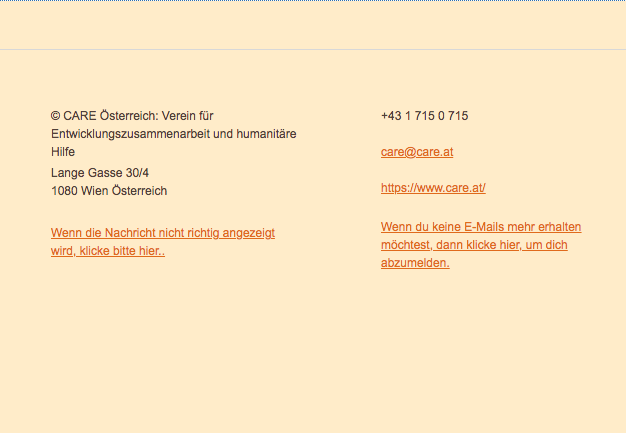 © CARE Österreich: Verein für
Entwicklungszusammenarbeit und humanitäre
Hilfe
Lange Gasse 30/4
1080 Wien Österreich
Wenn die Nachricht nicht richtig angezeigt
wird, klicke bitte hier..
+43 1 715 0 715
care@care.at
https://www.care.at/
Wenn du keine E-Mails mehr erhalten
möchtest, dann klicke hier, um dich
abzumelden.